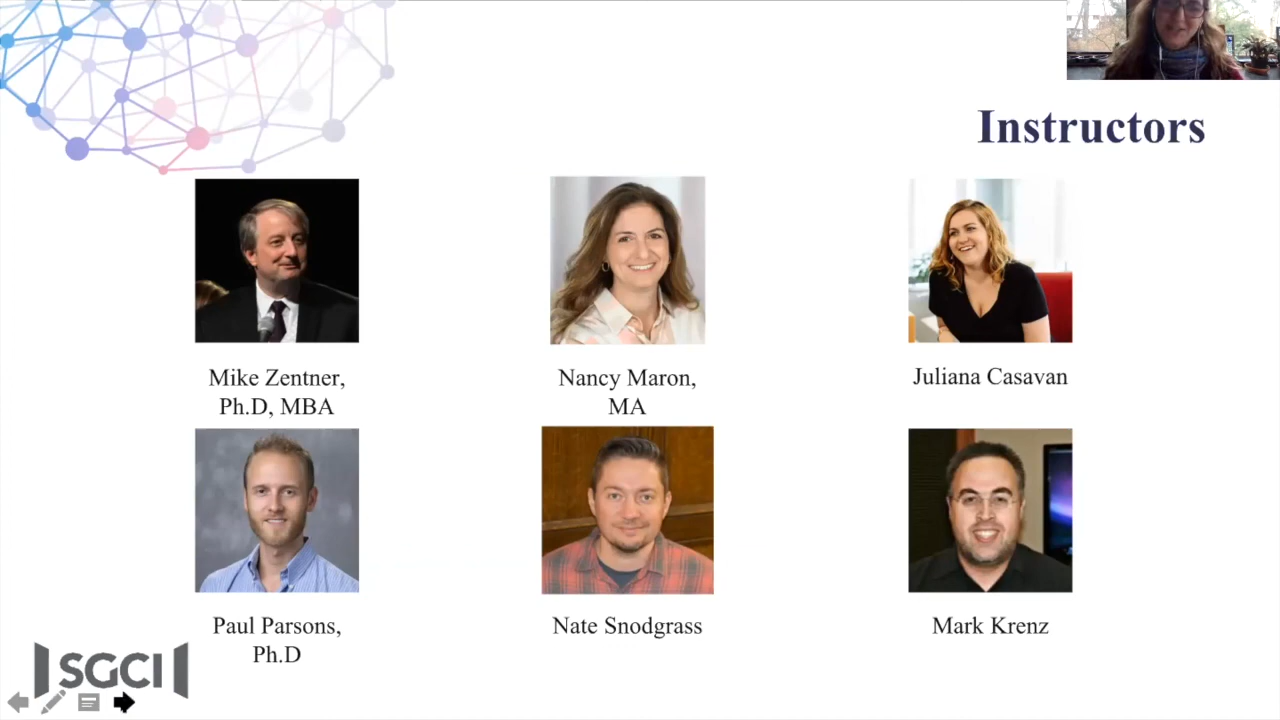 Instructors
Mike Zentner,
Ph.D, MBA
Nancy Maron,
MA
Juliana Casavan
Paul Parsons,
Ph.D
Nate Snodgrass
Mark Krenz
SGCI